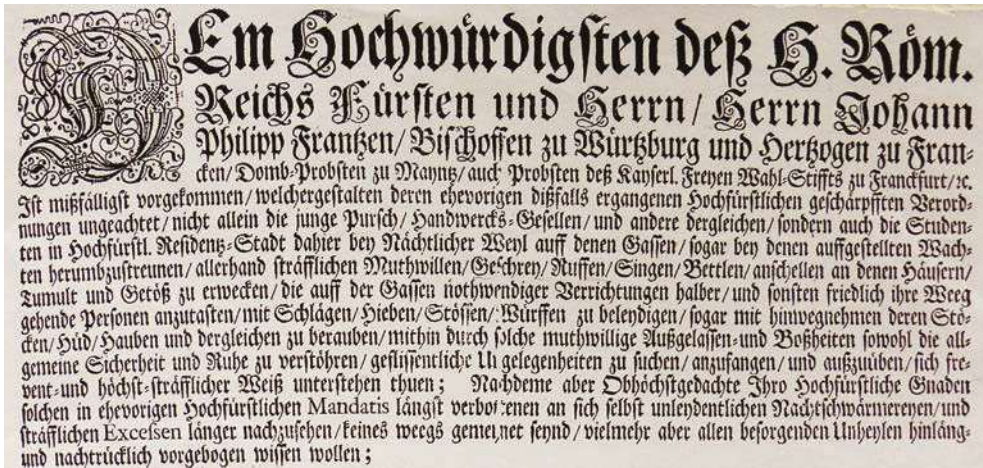 DEm Hochwürdigsten deß H. Röm.
Reichs Fürsten und Herrn/ Herrn Johann
Philipp Frantzen/ Bischoffen zu Würtzburg und Hertzogen zu Fran-
cken/ Domb-Probsten zu Mayntz/ auch Probsten deß Kayserl. Freyen Wahl-Stiffts zu Franckfurt/ ꝛc.
Ist mißfälligst vorgekommen/ welchergestalten deren ehevorigen dißfalls ergangenen Hochfürstlichen geschärpfften Verord-
nungen ungeachtet/ nicht allein die junge Pursch/ Handwercks-Gesellen/ und andere dergleichen/ sondern auch die Studen-
ten in Hochfürstl. Residentz-Stadt dahier bey Nächtlicher Weyl auff denen Gassen/ sogar bey denen auffgestellten Wach-
ten herumbzustreunen/ allerhand sträfflichen Muthwillen/ Geschrey/ Ruffen/ Singen/ Bettlen/ anschellen an denen Häusern/
Tumult und Getöß zu erwecken/ die auff der Gassen nothwendiger Verrichtungen halber/ und sonsten friedlich ihre Weeg
gehende Personen anzutasten/ mit Schlägen/ Hieben/ Stössen/ Würffen zu beleydigen/ sogar mit hinwegnehmen deren Stö-
cken/ Hüd/ Hauben und dergleichen zu berauben/ mithin durch solche muthwillige Außgelassen- und Boßheiten sowohl die all-
gemeine Sicherheit und Ruhe zu verstöhren/ geflissentliche Ungelegenheiten zu suchen/ anzufangen/ und außzuüben/ sich fre-
vent- und höchst-sträfflicher Weiß unterstehen thuen; Nachdeme aber Obhöchstgedachte Ihro Hochfürstliche Gnaden
solchen in ehevorigen Hochfürstlichen Mandatis längst verbottenen an sich selbst unleydentlichen Nachtschwärmereyen/ und
sträfflichen Excessen länger nachzusehen/ keines weegs gemeynet seynd/ vielmehr aber allen besorgenden Unheylen hinläng-
und nachtrücklich vorgebogen wissen wollen;